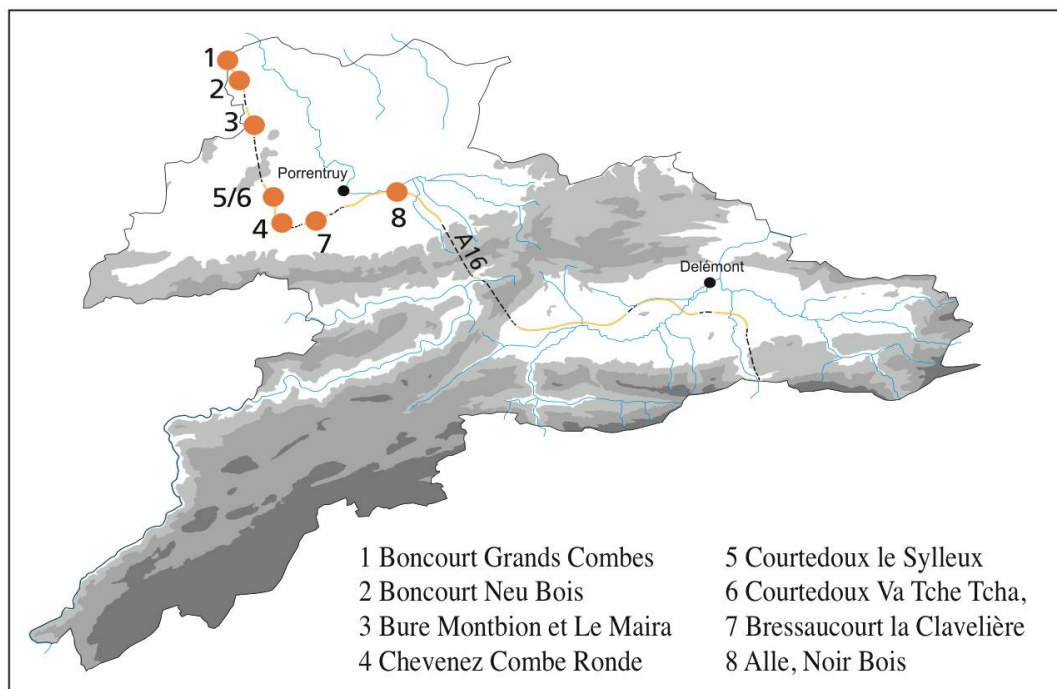 1
2
3
Porrentruy
5/6
4
7
8
A16
Delémont
1 Boncourt Grands Combes
2 Boncourt Neu Bois
3 Bure Montbion et Le Maira
4 Chevenez Combe Ronde
5 Courtedoux le Sylleux
6 Courtedoux Va Tche Tcha,
7 Bressaucourt la Clavelière
8 Alle, Noir Bois